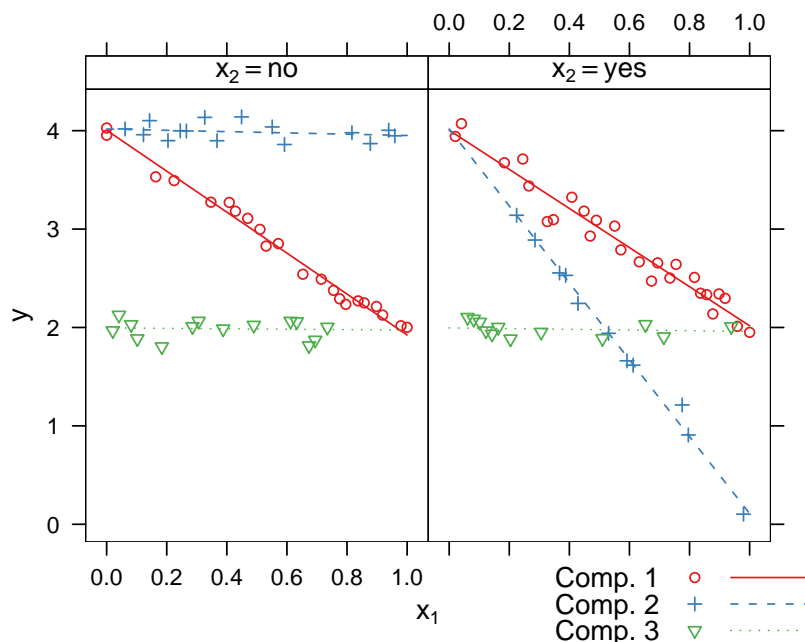 0.0 0.2 0.4 0.6 0.8 1.0
x₂ = no x₂ = yes
4
3
2
1
0
y
0.0 0.2 0.4 0.6 0.8 1.0
x₁
Comp. 1
Comp. 2
Comp. 3